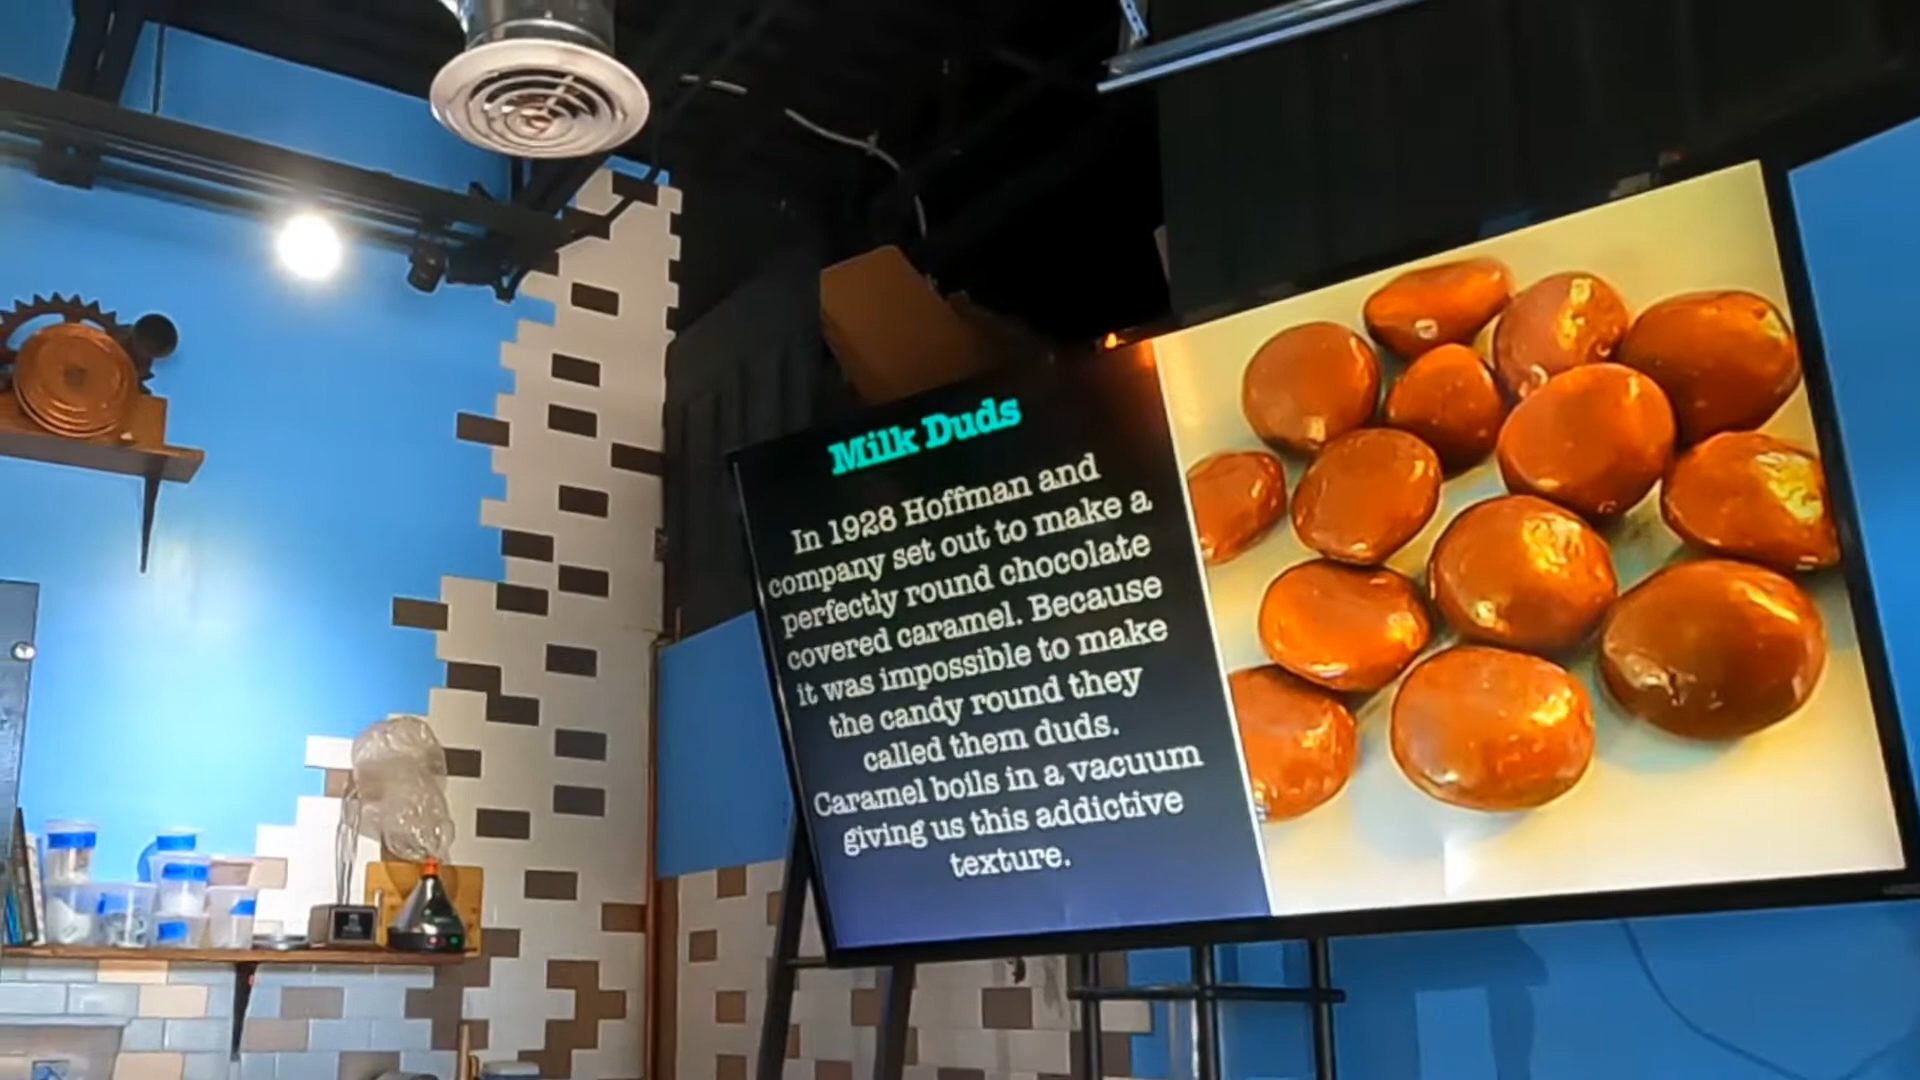 Milk Duds
In 1928 Hoffman and
company set out to make a
perfectly round chocolate
covered caramel. Because
it was impossible to make
the candy round they
called them duds.
Caramel boils in a vacuum
giving us this addictive
texture.